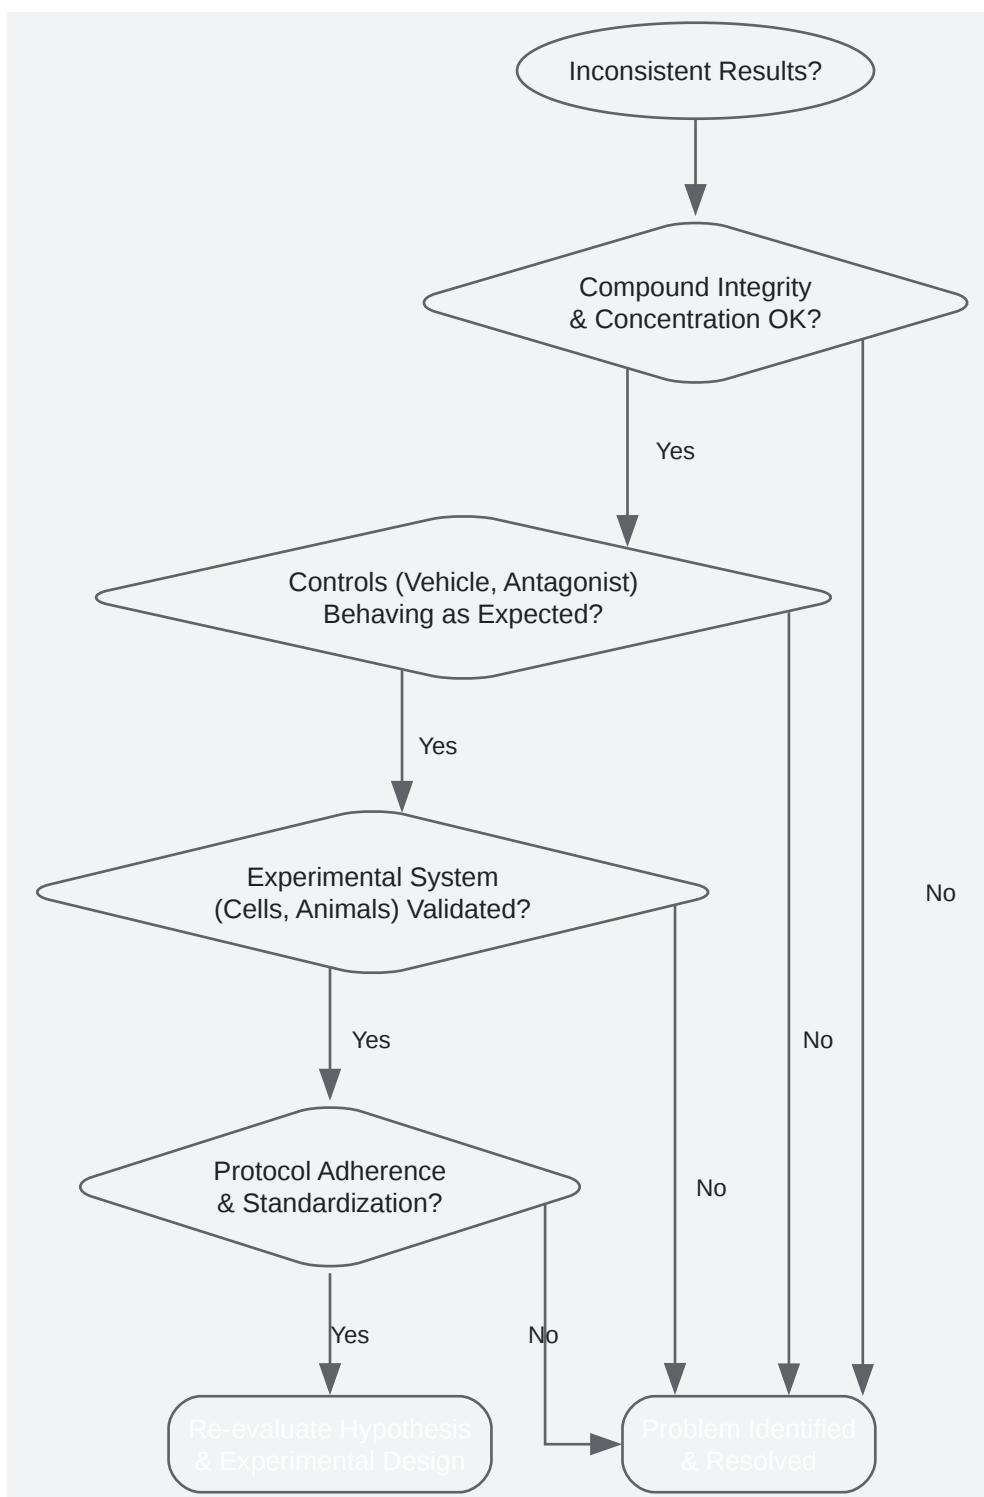 Inconsistent Results?
Compound Integrity
& Concentration OK?
Yes
Controls (Vehicle, Antagonist)
Behaving as Expected?
Yes
Experimental System
(Cells, Animals) Validated?
No
Yes
No
Protocol Adherence
& Standardization?
No
Yes
No
Re-evaluate Hypothesis
& Experimental Design
Problem Identified
& Resolved